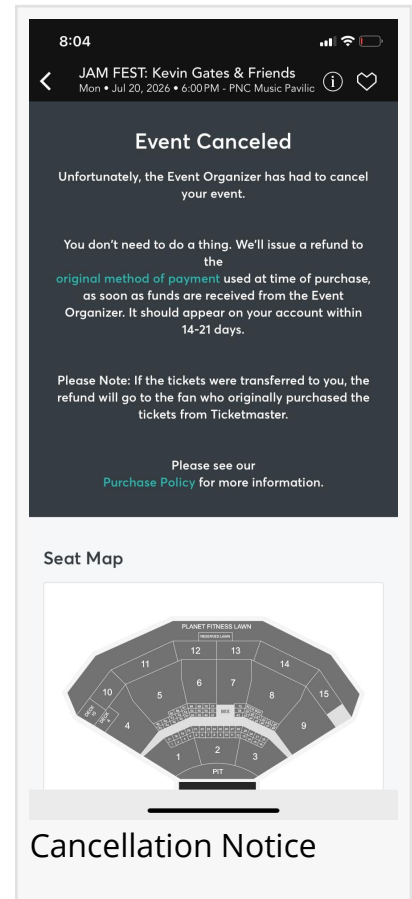 8:04
JAM FEST: Kevin Gates & Friends
Mon • Jul 20, 2026 • 6:00 PM - PNC Music Pavilic
Event Canceled
Unfortunately, the Event Organizer has had to cancel
your event.
You don't need to do a thing. We'll issue a refund to
the
original method of payment used at time of purchase,
as soon as funds are received from the Event
Organizer. It should appear on your account within
14-21 days.
Please Note: If the tickets were transferred to you, the
refund will go to the fan who originally purchased the
tickets from Ticketmaster.
Please see our
Purchase Policy for more information.
Seat Map
PLANET FITNESS LAWN
RESERVED LAWN
11 12 13 14
10 5 6 7 8 15
DECK
DECK
4 MIX 9
1 2 3
PIT
Cancellation Notice